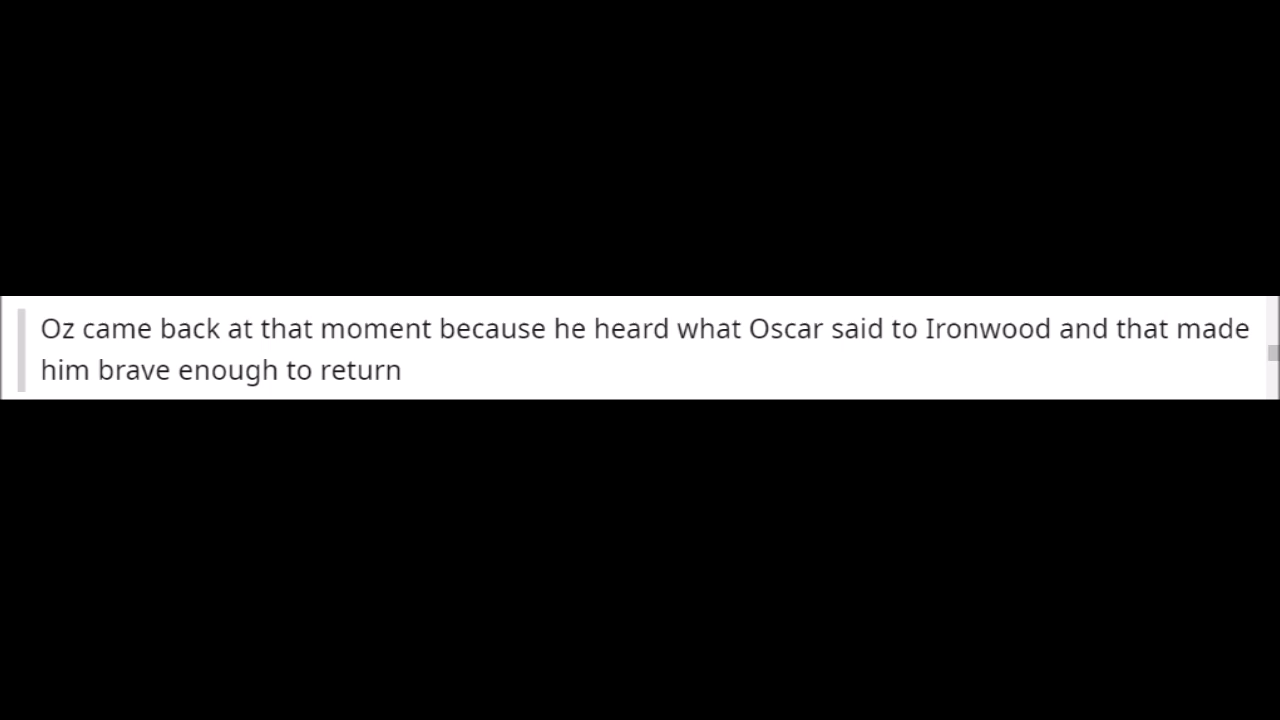 Oz came back at that moment because he heard what Oscar said to Ironwood and that made
him brave enough to return